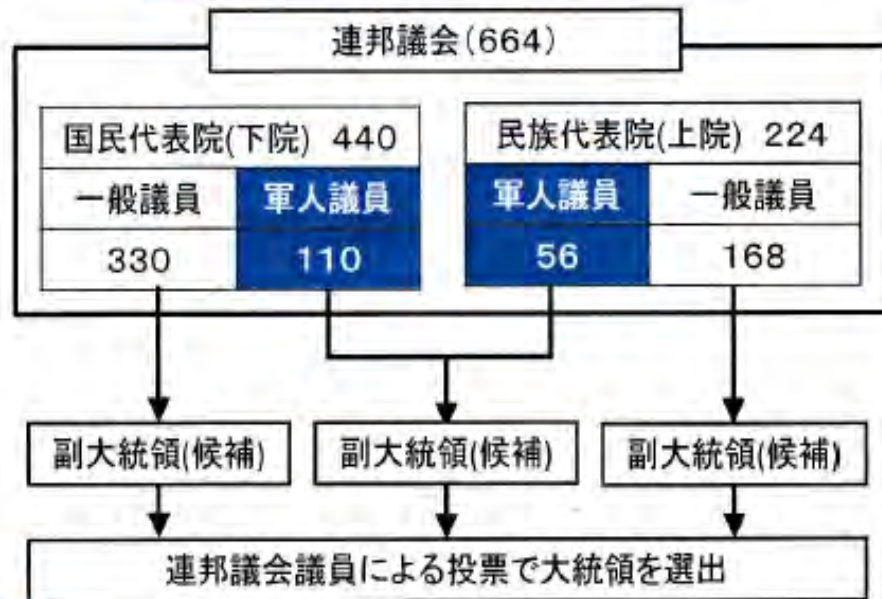 連邦議会(664)
国民代表院(下院) 440
一般議員 軍人議員
330 110
民族代表院(上院) 224
軍人議員 一般議員
56 168
副大統領(候補) 副大統領(候補) 副大統領(候補)
連邦議会議員による投票で大統領を選出